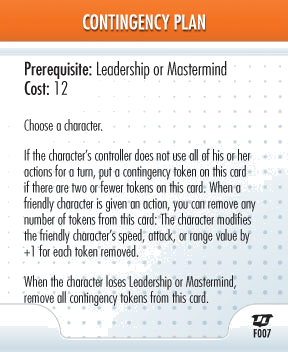 CONTINGENCY PLAN
Prerequisite: Leadership or Mastermind
Cost: 12
Choose a character.
If the character's controller does not use all of his or her
actions for a turn, put a contingency token on this card
if there are two or fewer tokens on this card. When a
friendly character is given an action, you can remove any
number of tokens from this card. The character modifies
the friendly character's speed, attack, or range value by
+1 for each token removed.
When the character loses Leadership or Mastermind,
remove all contingency tokens from this card.
F007